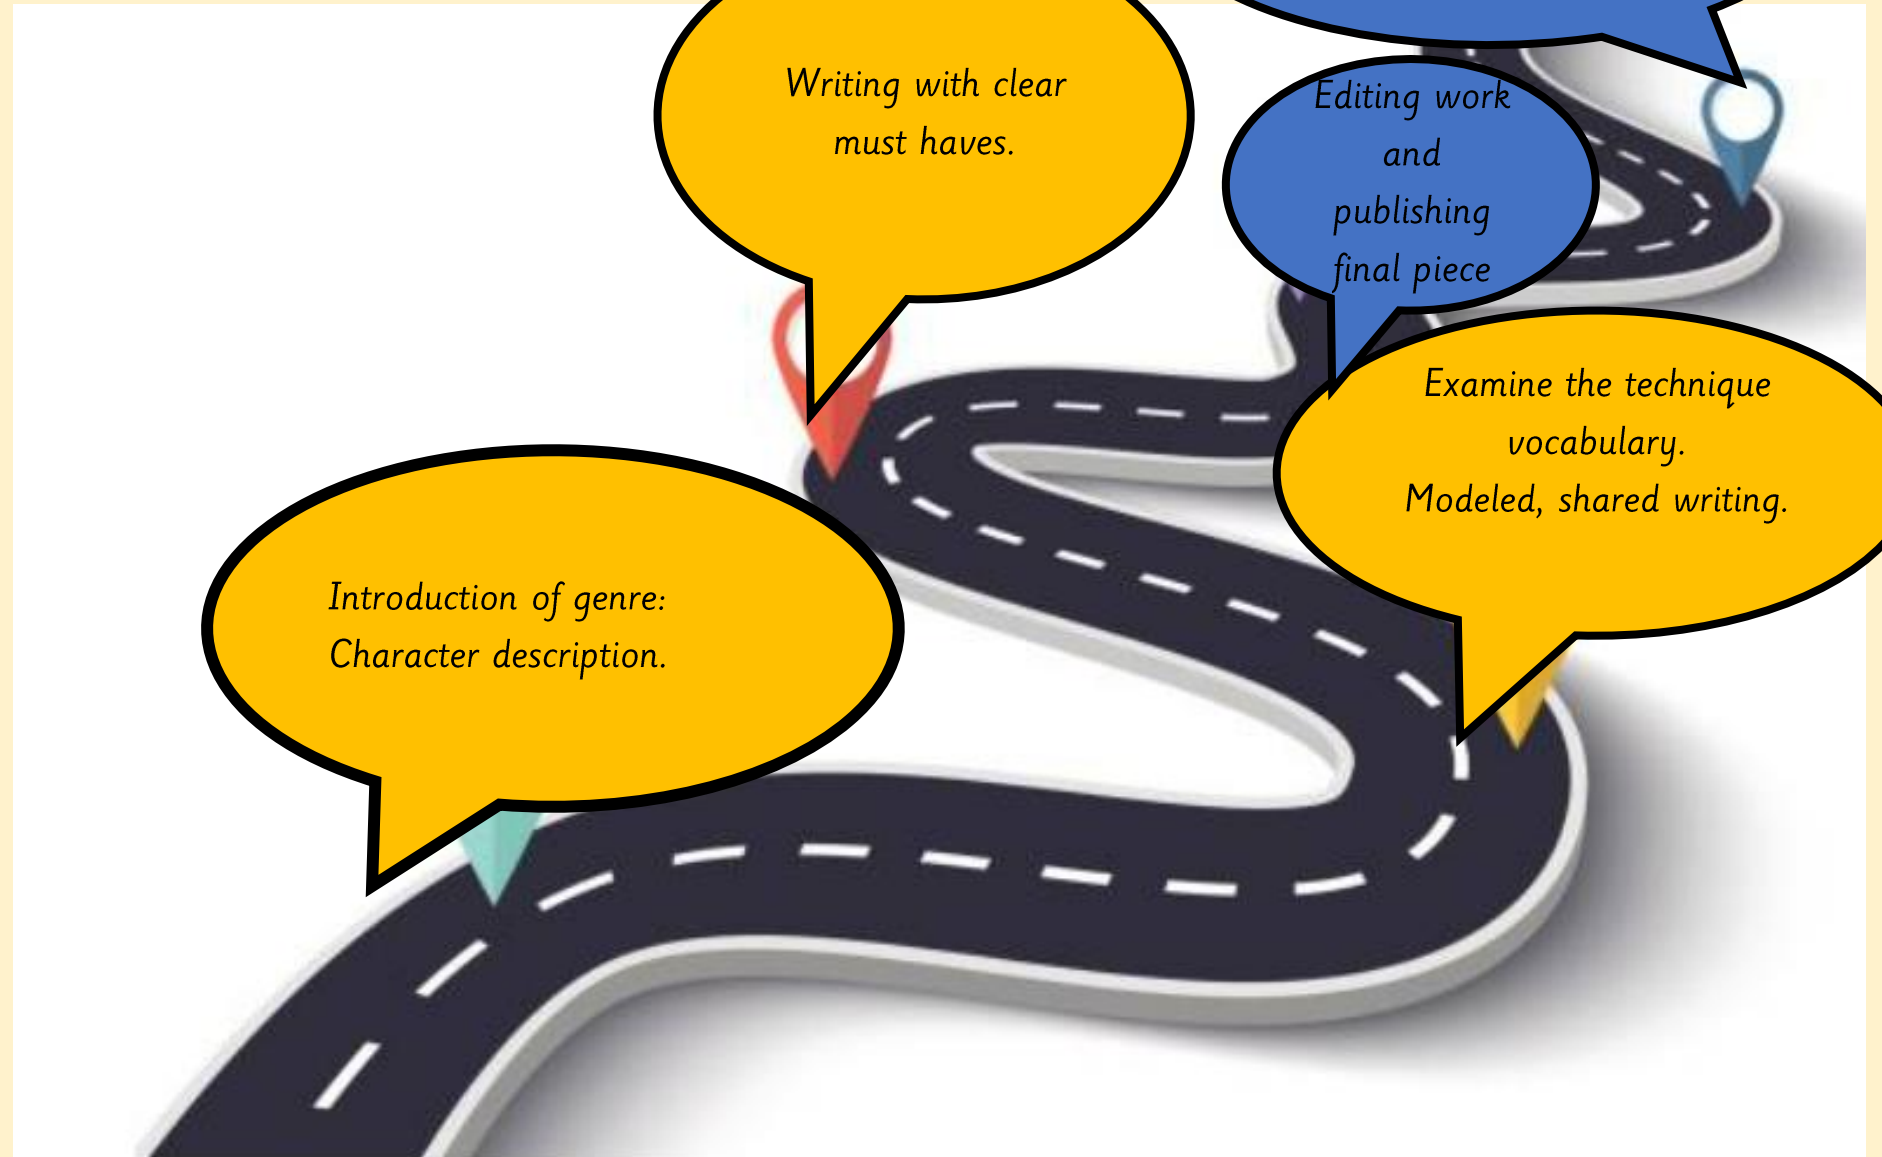 Writing with clear
must haves.
Editing work
and
publishing
final piece
Examine the technique
vocabulary.
Modeled, shared writing.
Introduction of genre:
Character description.